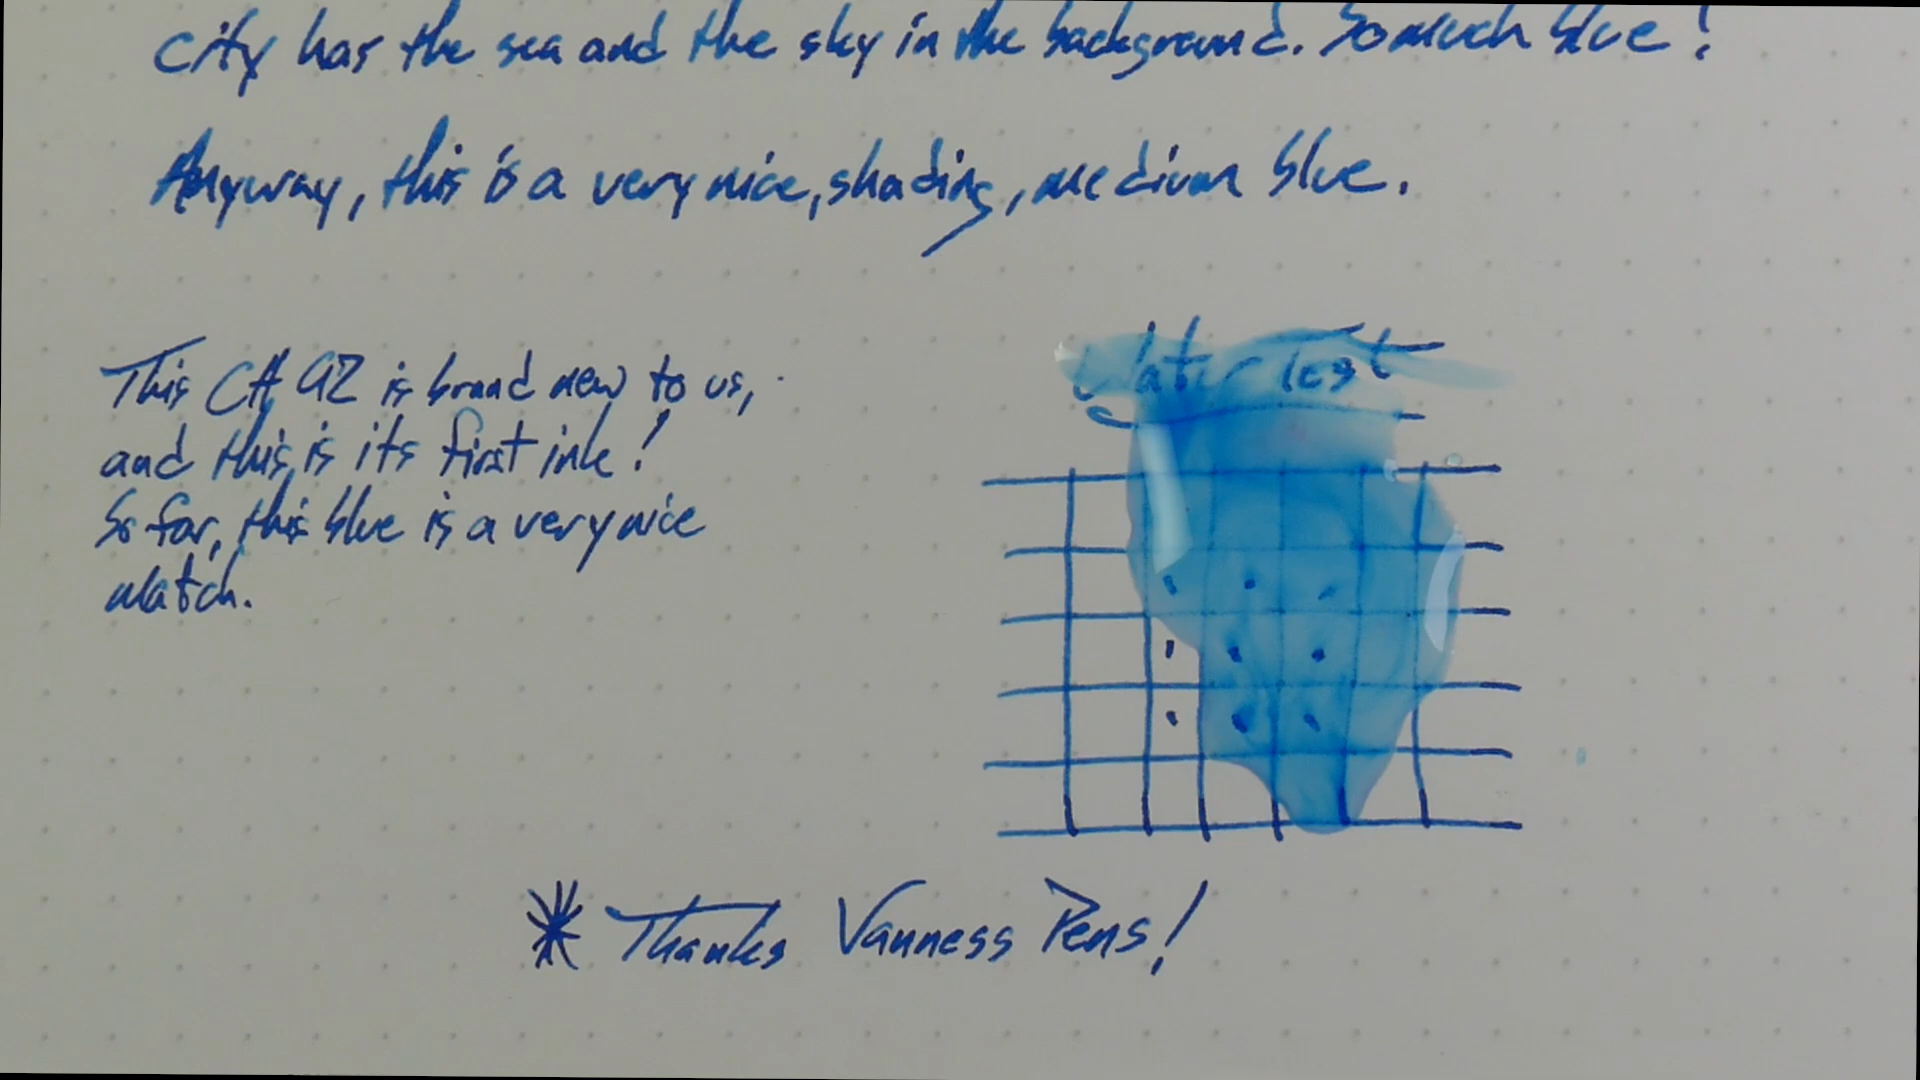 city has the sea and the sky in the background. So much blue!
Anyway, this is a very nice, shading, medium blue.
This CH 92 is brand new to us,
and this is its first ink!
So far, this blue is a very nice
match.
Water Test
* Thanks Vanness Pens!